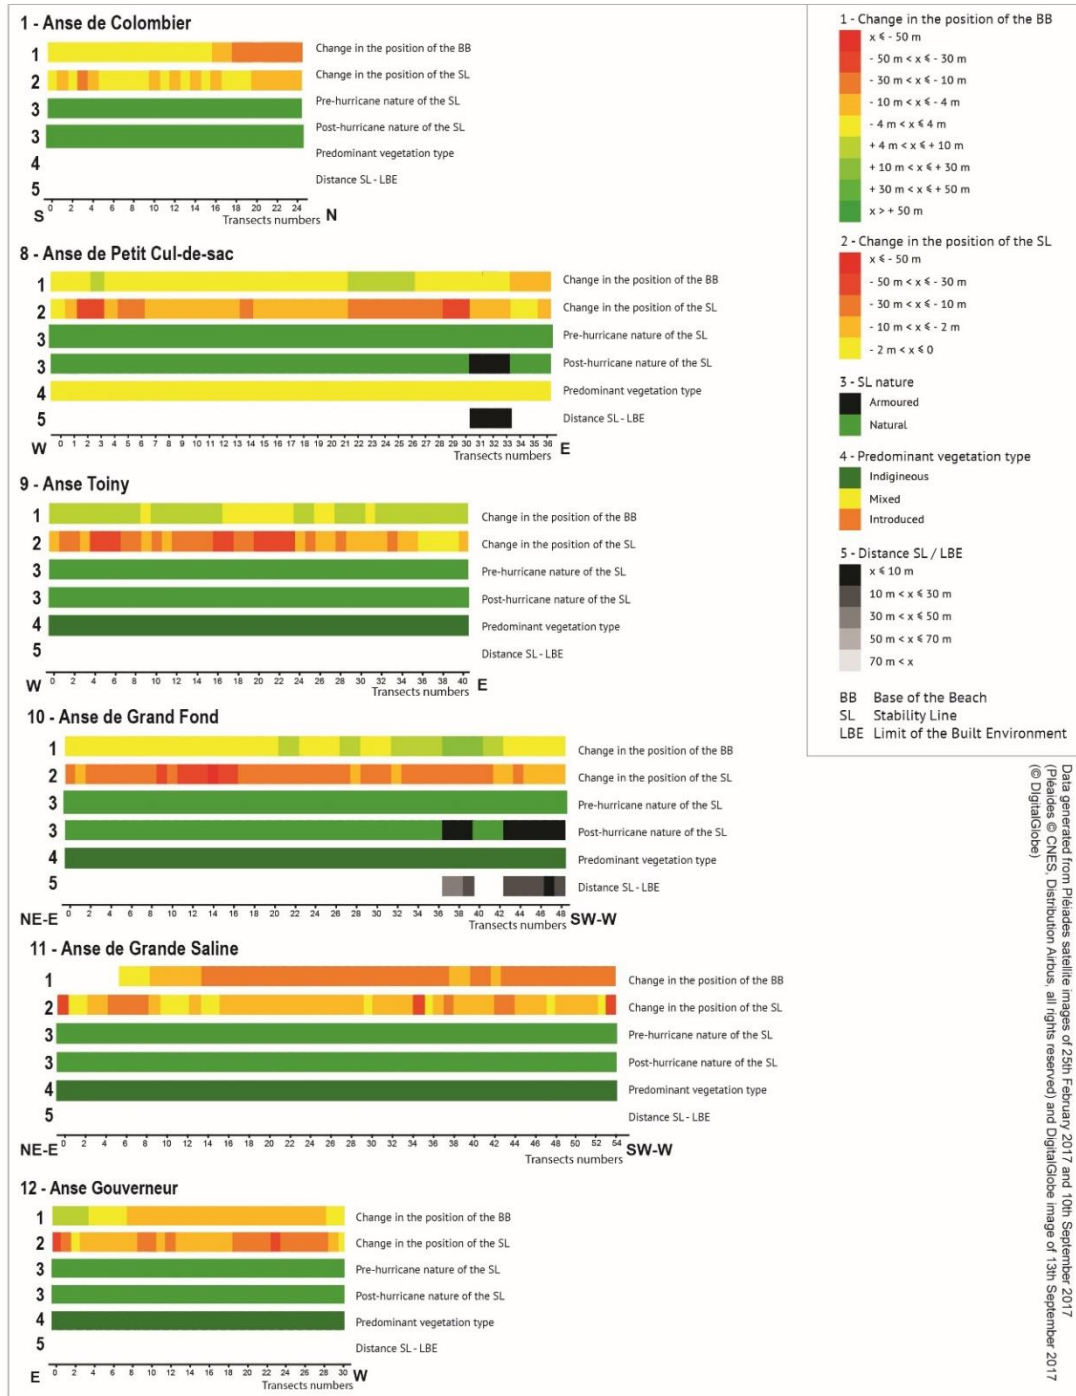 1 - Anse de Colombier
1 Change in the position of the BB
2 Change in the position of the SL
3 Pre-hurricane nature of the SL
3 Post-hurricane nature of the SL
4 Predominant vegetation type
5 Distance SL - LBE
0 2 4 6 8 10 12 14 16 18 20 22 24
S Transects numbers N
8 - Anse de Petit Cul-de-sac
1 Change in the position of the BB
2 Change in the position of the SL
3 Pre-hurricane nature of the SL
3 Post-hurricane nature of the SL
4 Predominant vegetation type
5 Distance SL - LBE
0 1 2 3 4 5 6 7 8 9 10 11 12 13 14 15 16 17 18 19 20 21 22 23 24 25 26 27 28 29 30 31 32 33 34 35 36
W Transects numbers E
9 - Anse Toiny
1 Change in the position of the BB
2 Change in the position of the SL
3 Pre-hurricane nature of the SL
3 Post-hurricane nature of the SL
4 Predominant vegetation type
5 Distance SL - LBE
0 2 4 6 8 10 12 14 16 18 20 22 24 26 28 30 32 34 36 38 40
W Transects numbers E
10 - Anse de Grand Fond
1 Change in the position of the BB
2 Change in the position of the SL
3 Pre-hurricane nature of the SL
3 Post-hurricane nature of the SL
4 Predominant vegetation type
5 Distance SL - LBE
0 2 4 6 8 10 12 14 16 18 20 22 24 26 28 30 32 34 36 38 40 42 44 46 48
NE-E Transects numbers SW-W
11 - Anse de Grande Saline
1 Change in the position of the BB
2 Change in the position of the SL
3 Pre-hurricane nature of the SL
3 Post-hurricane nature of the SL
4 Predominant vegetation type
5 Distance SL - LBE
0 2 4 6 8 10 12 14 16 18 20 22 24 26 28 30 32 34 36 38 40 42 44 46 48 50 52 54
NE-E Transects numbers SW-W
12 - Anse Gouverneur
1 Change in the position of the BB
2 Change in the position of the SL
3 Pre-hurricane nature of the SL
3 Post-hurricane nature of the SL
4 Predominant vegetation type
5 Distance SL - LBE
0 2 4 6 8 10 12 14 16 18 20 22 24 26 28 30
E Transects numbers W
1 - Change in the position of the BB
x ⩽ - 50 m
- 50 m < x ⩽ - 30 m
- 30 m < x ⩽ - 10 m
- 10 m < x ⩽ - 4 m
- 4 m < x ⩽ 4 m
+ 4 m < x ⩽ + 10 m
+ 10 m < x ⩽ + 30 m
+ 30 m < x ⩽ + 50 m
x > + 50 m
2 - Change in the position of the SL
x ⩽ - 50 m
- 50 m < x ⩽ - 30 m
- 30 m < x ⩽ - 10 m
- 10 m < x ⩽ - 2 m
- 2 m < x ⩽ 0
3 - SL nature
Armoured
Natural
4 - Predominant vegetation type
Indigineous
Mixed
Introduced
5 - Distance SL / LBE
x ⩽ 10 m
10 m < x ⩽ 30 m
30 m < x ⩽ 50 m
50 m < x ⩽ 70 m
70 m < x
BB Base of the Beach
SL Stability Line
LBE Limit of the Built Environment
Data generated from Pléiades satellite images of 25th February 2017 and 10th September 2017
(Pléaides © CNES, Distribution Airbus, all rights reserved) and DigitalGlobe image of 13th September 2017
(© DigitalGlobe)